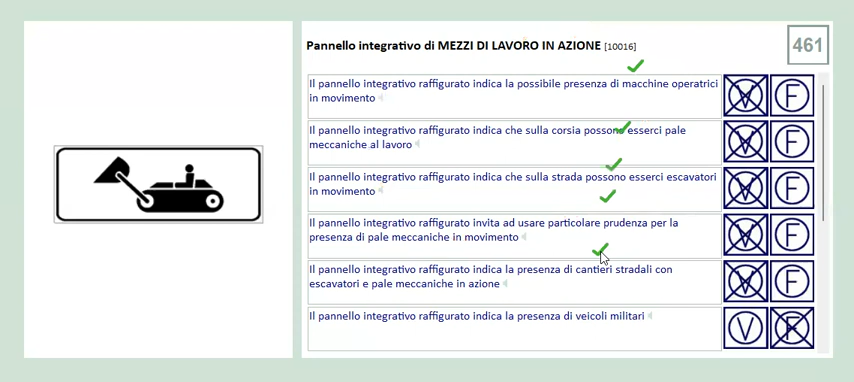 Pannello integrativo di MEZZI DI LAVORO IN AZIONE [10016]
461
Il pannello integrativo raffigurato indica la possibile presenza di macchine operatrici
in movimento
V F
Il pannello integrativo raffigurato indica che sulla corsia possono esserci pale
meccaniche al lavoro
V F
Il pannello integrativo raffigurato indica che sulla strada possono esserci escavatori
in movimento
V F
Il pannello integrativo raffigurato invita ad usare particolare prudenza per la
presenza di pale meccaniche in movimento
V F
Il pannello integrativo raffigurato indica la presenza di cantieri stradali con
escavatori e pale meccaniche in azione
V F
Il pannello integrativo raffigurato indica la presenza di veicoli militari
V F